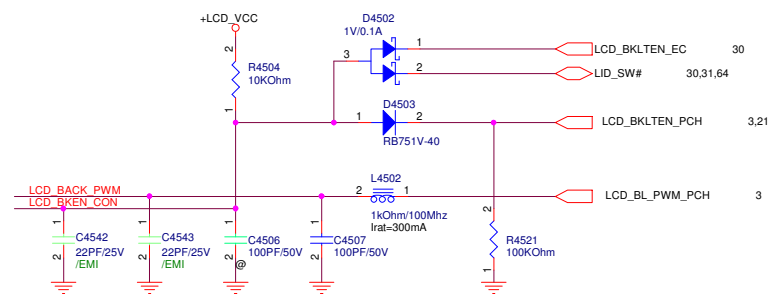 +LCD_VCC
D4502
1V/0.1A
2
R4504
10KOhm
1
3
1
LCD_BKLTEN_EC 30
2
LID_SW# 30,31,64
D4503
1
2
LCD_BKLTEN_PCH 3,21
RB751V-40
L4502
LCD_BACK_PWM
2
1
LCD_BL_PWM_PCH 3
LCD_BKEN_CON
1kOhm/100Mhz
Irat=300mA
2
1
C4542
22PF/25V
2
/EMI
1
C4543
22PF/25V
2
/EMI
1
C4506
100PF/50V
2
@
1
C4507
100PF/50V
2
R4521
100KOhm
1